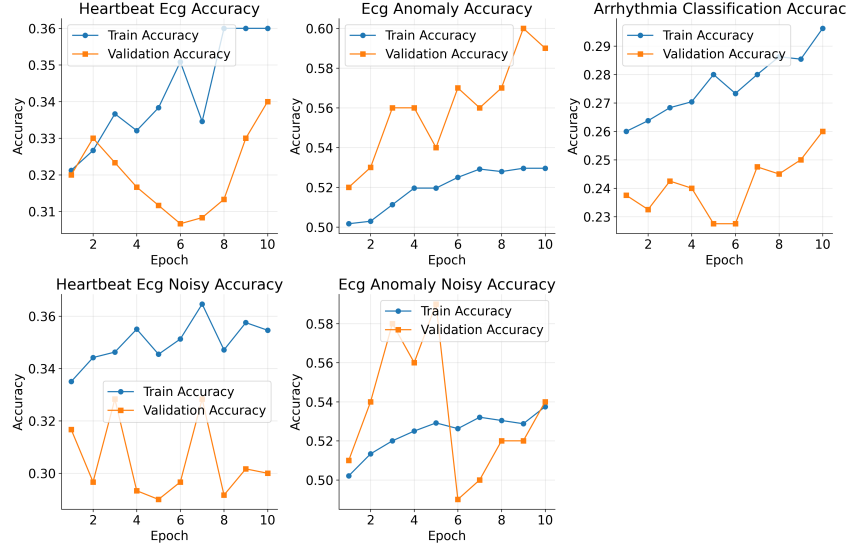 Heartbeat Ecg Accuracy
Train Accuracy
Validation Accuracy
Accuracy
0.36
0.35
0.34
0.33
0.32
0.31
2 4 6 8 10
Epoch
Ecg Anomaly Accuracy
Train Accuracy
Validation Accuracy
Accuracy
0.60
0.58
0.56
0.54
0.52
0.50
2 4 6 8 10
Epoch
Arrhythmia Classification Accurac
Train Accuracy
Validation Accuracy
Accuracy
0.29
0.28
0.27
0.26
0.25
0.24
0.23
2 4 6 8 10
Epoch
Heartbeat Ecg Noisy Accuracy
Train Accuracy
Validation Accuracy
Accuracy
0.36
0.34
0.32
0.30
2 4 6 8 10
Epoch
Ecg Anomaly Noisy Accuracy
Train Accuracy
Validation Accuracy
Accuracy
0.58
0.56
0.54
0.52
0.50
2 4 6 8 10
Epoch